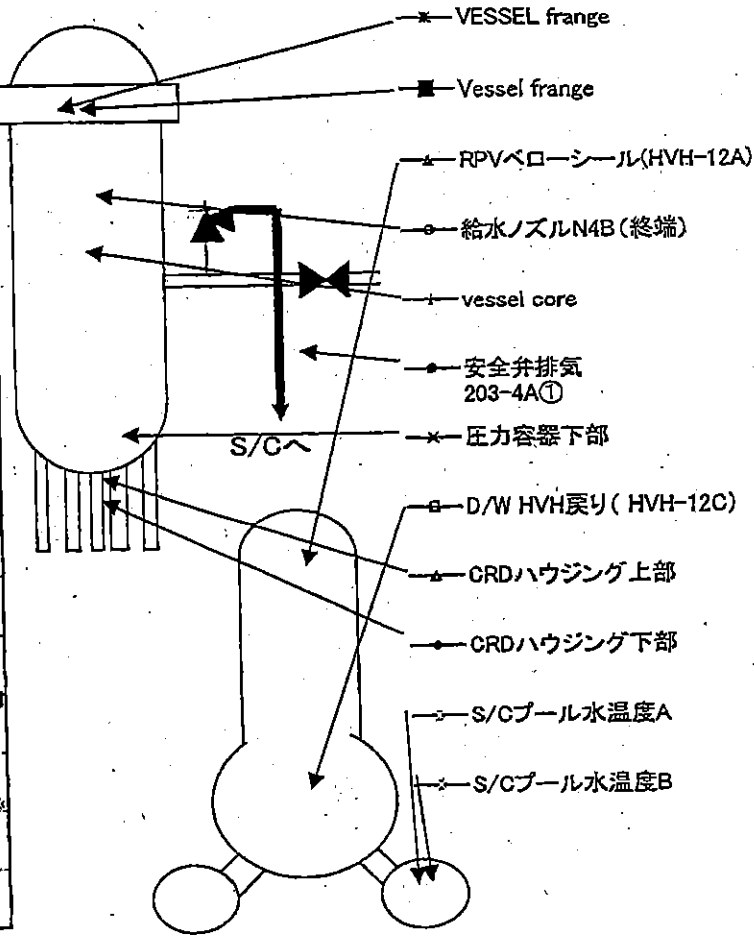 VESSEL frange
Vessel frange
RPVベローシール(HVH-12A)
給水ノズルN4B(終端)
vessel core
安全弁排気
203-4A①
圧力容器下部
S/Cへ
D/W HVH戻り( HVH-12C)
CRDハウジング上部
CRDハウジング下部
S/Cプール水温度A
S/Cプール水温度B